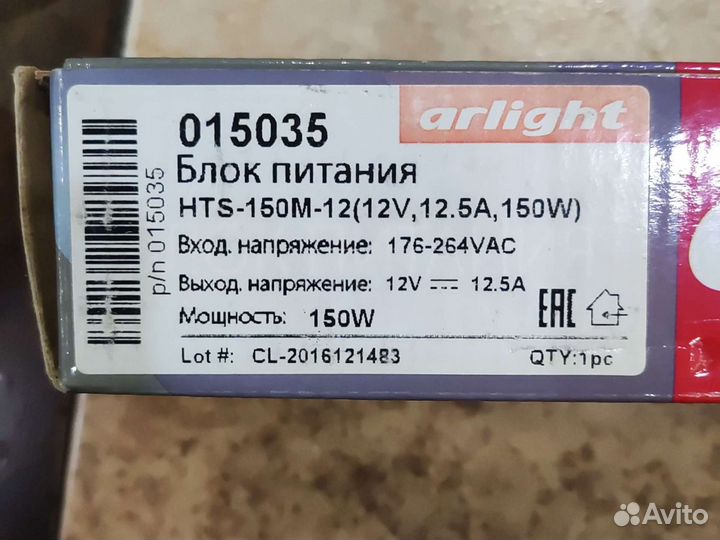 015035
arlight
Блок питания
HTS-150M-12(12V,12.5A,150W)
Вход. напряжение: 176-264VAC
Выход. напряжение: 12V 12.5A
Мощность: 150W
EAC
Lot #: CL-2016121483
QTY:1pc
p/n 015035
Avito